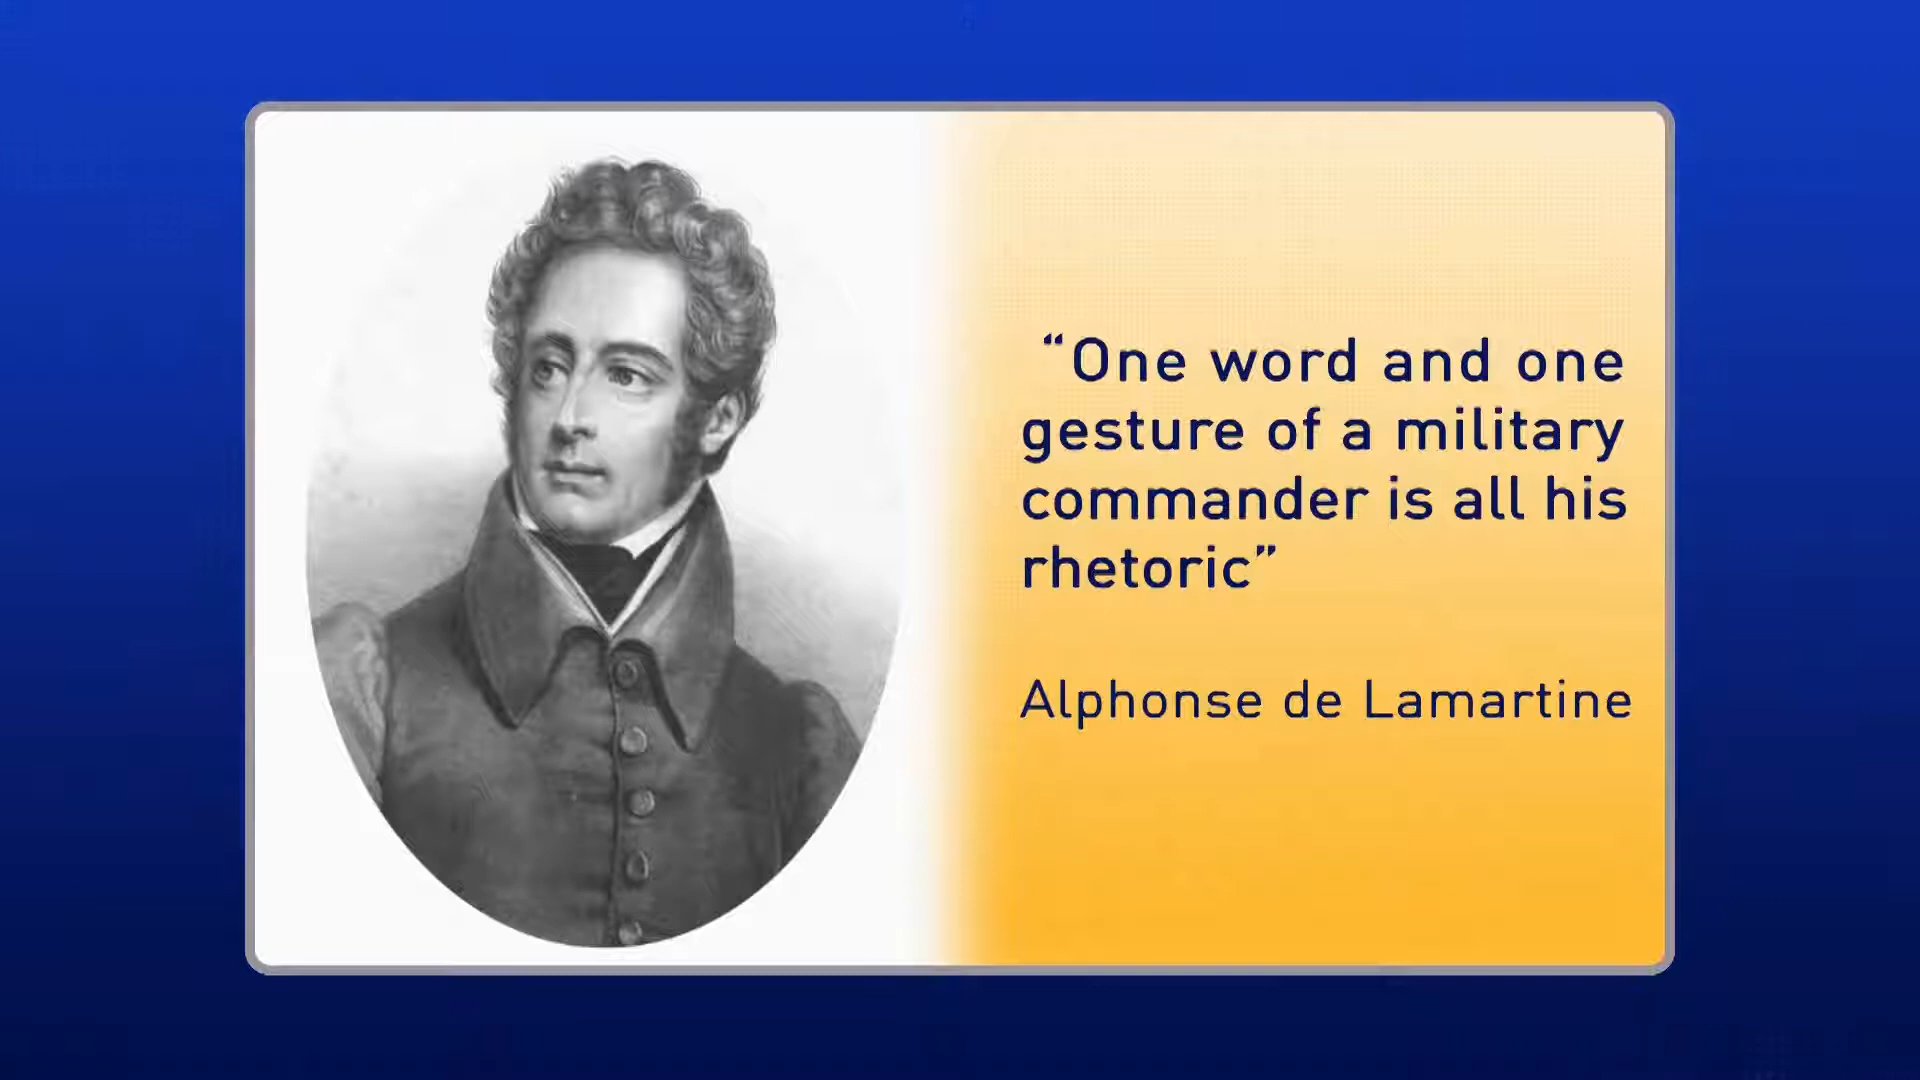 “One word and one
gesture of a military
commander is all his
rhetoric”
Alphonse de Lamartine